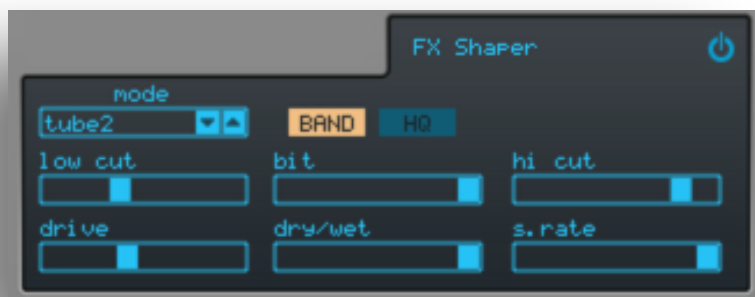 FX Shaper
mode
tube2 BAND HQ
low cut bit hi cut
drive dry/wet s.rate